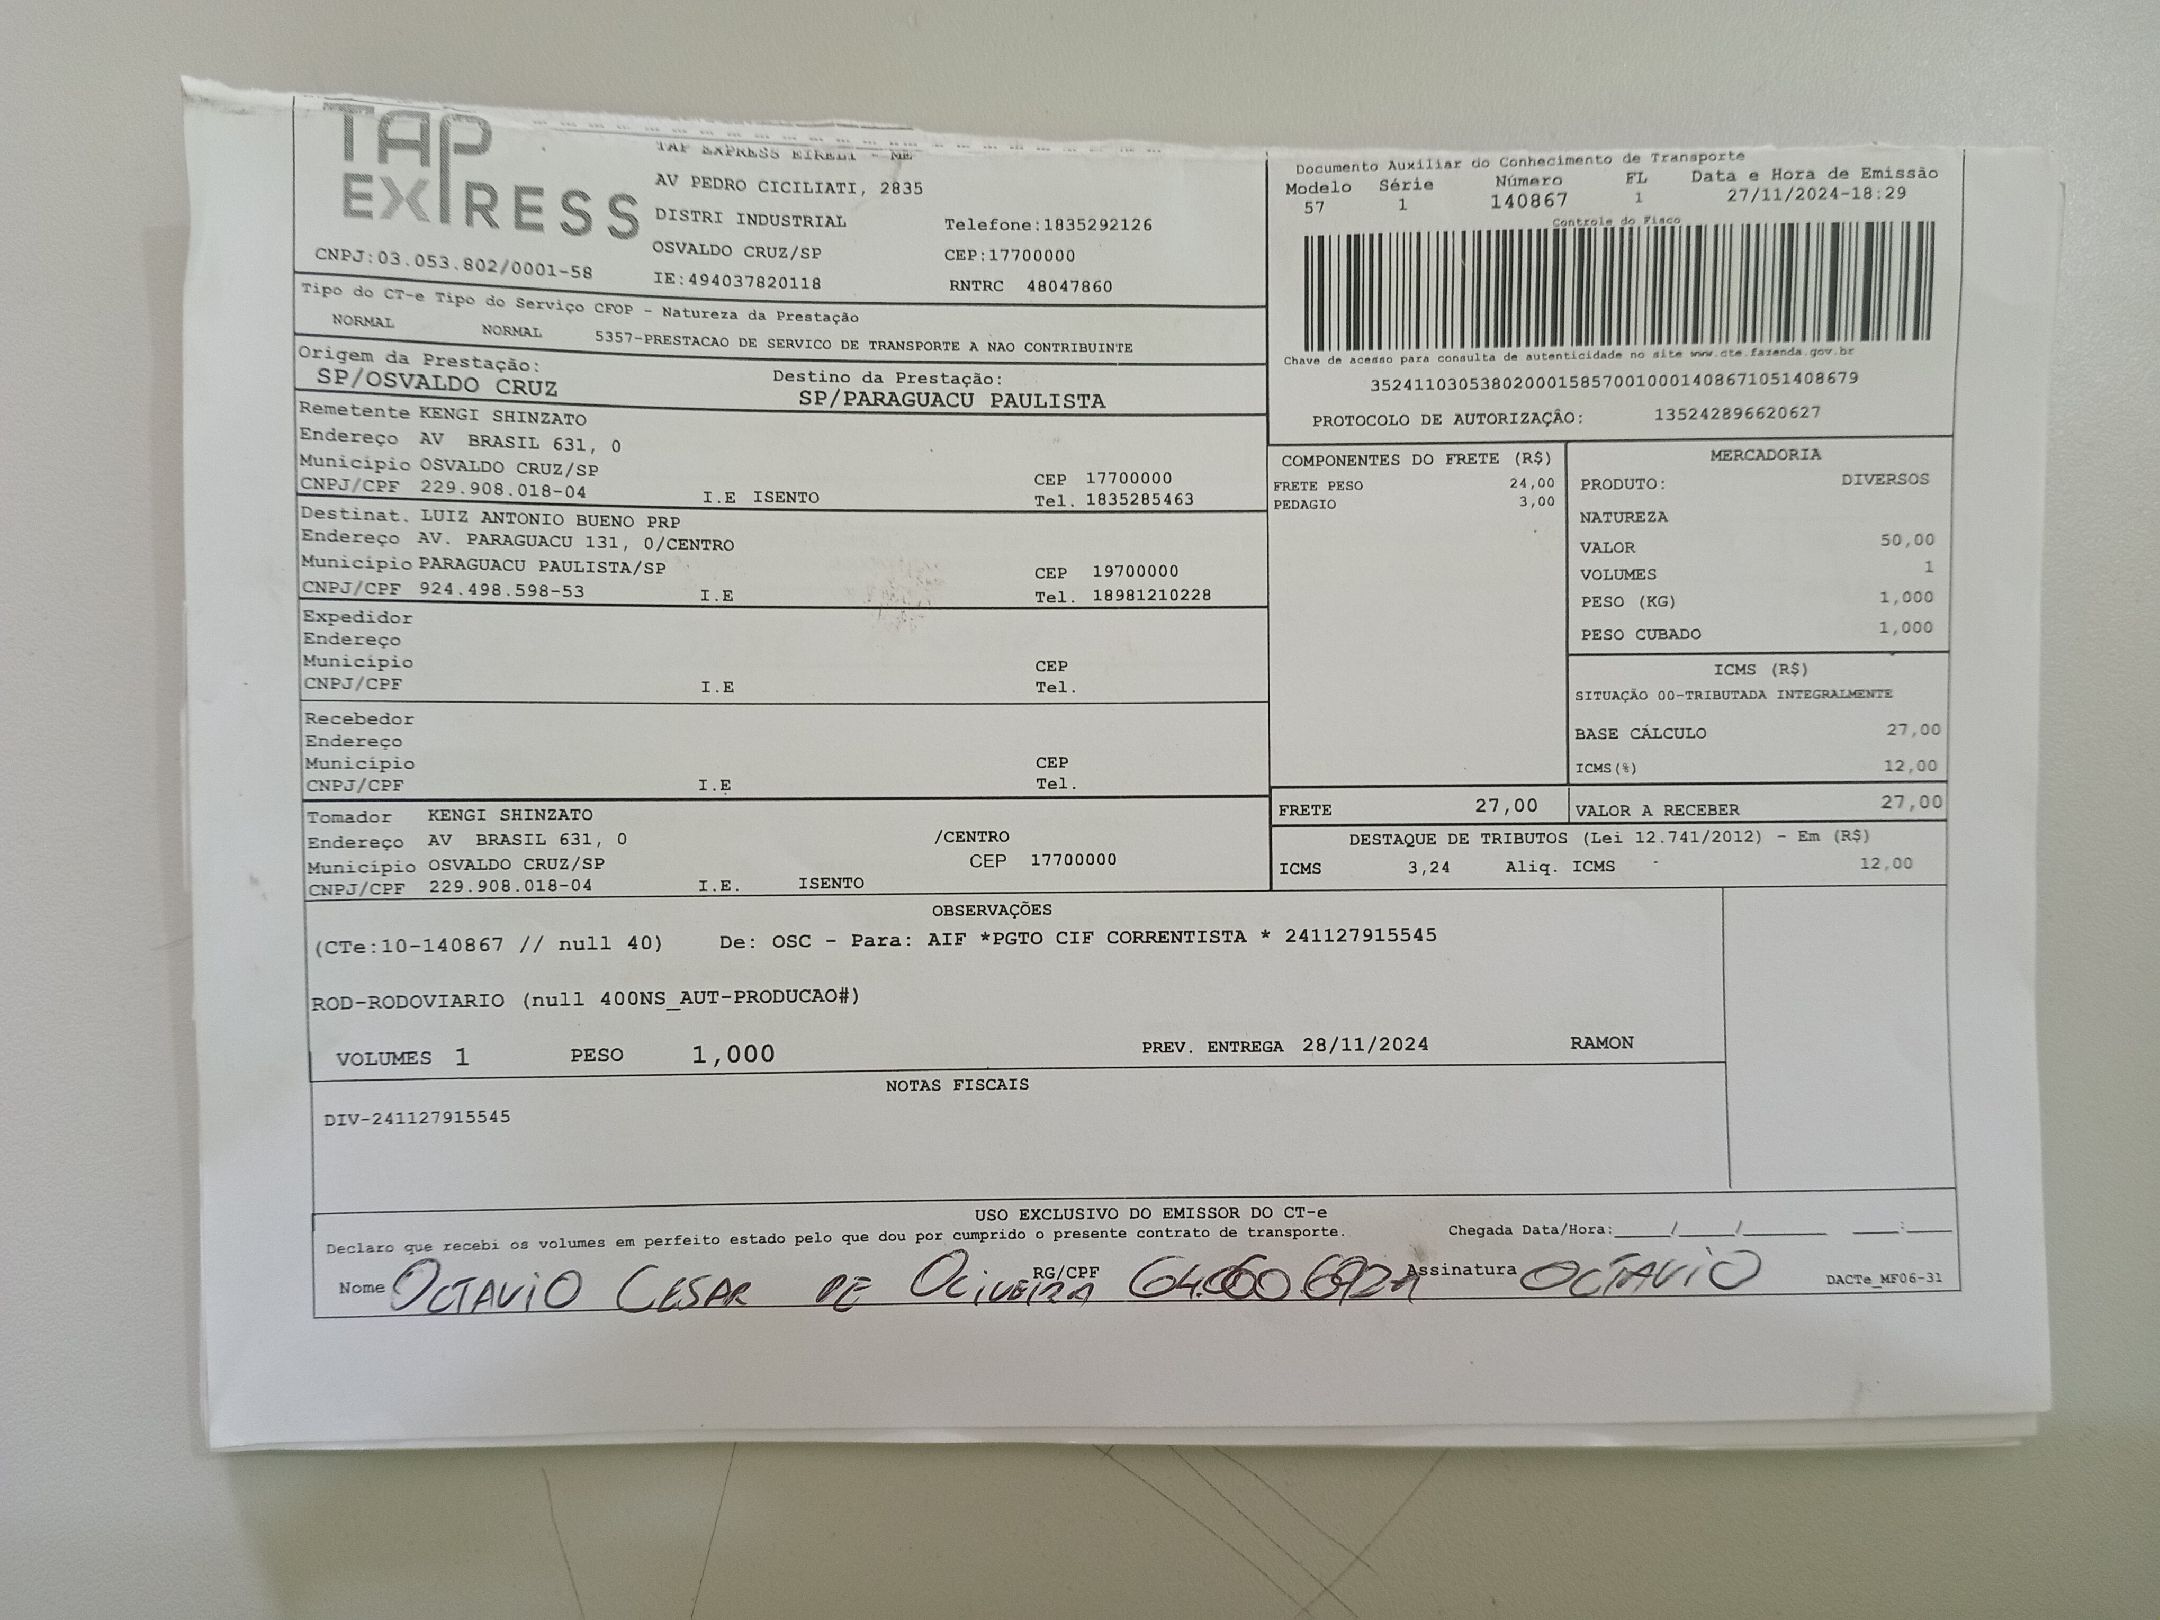 TAP EXPRESS
TAP EXPRESS EIRELI - ME
AV PEDRO CICILIATI, 2835
DISTRI INDUSTRIAL Telefone:1835292126
OSVALDO CRUZ/SP CEP:17700000
CNPJ:03.053.802/0001-58 IE:494037820118 RNTRC 48047860
Documento Auxiliar do Conhecimento de Transporte
Modelo Série Número FL Data e Hora de Emissão
57 1 140867 1 27/11/2024-18:29
Controle do Fisco
Chave de acesso para consulta de autenticidade no site www.cte.fazenda.gov.br
PROTOCOLO DE AUTORIZAÇÃO: 135242896620627
Tipo do CT-e Tipo do Serviço CFOP - Natureza da Prestação
NORMAL NORMAL 5357-PRESTACAO DE SERVICO DE TRANSPORTE A NAO CONTRIBUINTE
Origem da Prestação: Destino da Prestação:
SP/OSVALDO CRUZ SP/PARAGUACU PAULISTA
Remetente KENGI SHINZATO
Endereço AV BRASIL 631, 0
Município OSVALDO CRUZ/SP CEP 17700000
CNPJ/CPF 229.908.018-04 I.E ISENTO Tel. 1835285463
Destinat. LUIZ ANTONIO BUENO PRP
Endereço AV. PARAGUACU 131, 0/CENTRO
Município PARAGUACU PAULISTA/SP CEP 19700000
CNPJ/CPF 924.498.598-53 I.E Tel. 18981210228
Expedidor
Endereço
Município CEP
CNPJ/CPF I.E Tel.
Recebedor
Endereço
Município CEP
CNPJ/CPF I.E Tel.
Tomador KENGI SHINZATO
Endereço AV BRASIL 631, 0 /CENTRO
Município OSVALDO CRUZ/SP CEP 17700000
CNPJ/CPF 229.908.018-04 I.E. ISENTO
COMPONENTES DO FRETE (R$)
FRETE PESO 24,00
PEDAGIO 3,00
MERCADORIA
PRODUTO: DIVERSOS
NATUREZA
VALOR 50,00
VOLUMES 1
PESO (KG) 1,000
PESO CUBADO 1,000
ICMS (R$)
SITUAÇÃO 00-TRIBUTADA INTEGRALMENTE
BASE CÁLCULO 27,00
ICMS(%) 12,00
FRETE 27,00 VALOR A RECEBER 27,00
DESTAQUE DE TRIBUTOS (Lei 12.741/2012) - Em (R$)
ICMS 3,24 Aliq. ICMS - 12,00
OBSERVAÇÕES
(CTe:10-140867 // null 40) De: OSC - Para: AIF *PGTO CIF CORRENTISTA * 241127915545
ROD-RODOVIARIO (null 400NS_AUT-PRODUCAO#)
VOLUMES 1 PESO 1,000 PREV. ENTREGA 28/11/2024 RAMON
NOTAS FISCAIS
DIV-241127915545
USO EXCLUSIVO DO EMISSOR DO CT-e
Declaro que recebi os volumes em perfeito estado pelo que dou por cumprido o presente contrato de transporte. Chegada Data/Hora:____/____/______ ____:____
Nome OCTAVIO CESAR DE OLIVEIRA RG/CPF Assinatura OCTAVIO DACTe_MF06-31